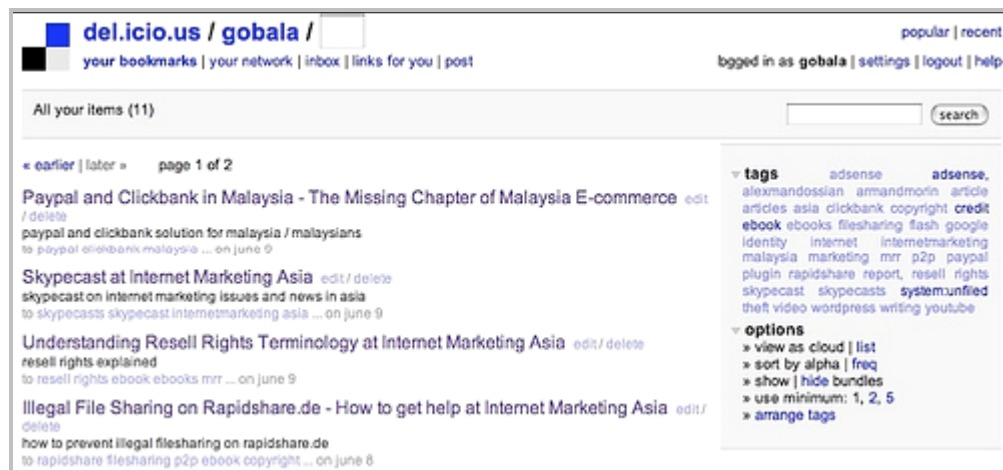 del.icio.us / gobala /
popular | recent
your bookmarks | your network | inbox | links for you | post
logged in as gobala | settings | logout | help
All your items (11)
search
« earlier | later » page 1 of 2
Paypal and Clickbank in Malaysia - The Missing Chapter of Malaysia E-commerce edit
/ delete
paypal and clickbank solution for malaysia / malaysians
to paypal clickbank malaysia ... on june 9
Skypecast at Internet Marketing Asia edit / delete
skypecast on internet marketing issues and news in asia
to skypecasts skypecast internetmarketing asia ... on june 9
Understanding Resell Rights Terminology at Internet Marketing Asia edit / delete
resell rights explained
to resell rights ebook ebooks mrr ... on june 9
Illegal File Sharing on Rapidshare.de - How to get help at Internet Marketing Asia edit /
delete
how to prevent illegal filesharing on rapidshare.de
to rapidshare filesharing p2p ebook copyright ... on june 8
tags adsense adsense,
alexmandossian armandmorin article
articles asia clickbank copyright credit
ebook ebooks filesharing flash google
identity internet internetmarketing
malaysia marketing mrr p2p paypal
plugin rapidshare report, resell rights
skypecast skypecasts system:unfiled
theft video wordpress writing youtube
options
» view as cloud | list
» sort by alpha | freq
» show | hide bundles
» use minimum: 1, 2, 5
» arrange tags